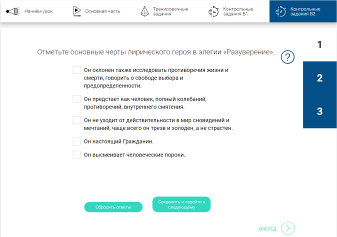 Начнём урок
Основная часть
Тренировочные
задания
Контрольные
задания В1
Контрольные
задания В2
Отметьте основные черты лирического героя в элегии «Разуверение».
?
1
2
3
Он склонен также исследовать противоречия жизни и
смерти, говорить о свободе выбора и
предопределенности.
Он предстает как человек, полный колебаний,
противоречий, внутреннего смятения.
Он не уходит от действительности в мир сновидений и
мечтаний, чаще всего он трезв и холоден, а не страстен.
Он настоящий Гражданин.
Он высмеивает человеческие пороки.
Сбросить ответы
Сохранить и перейти к
следующему
ВПЕРЁД